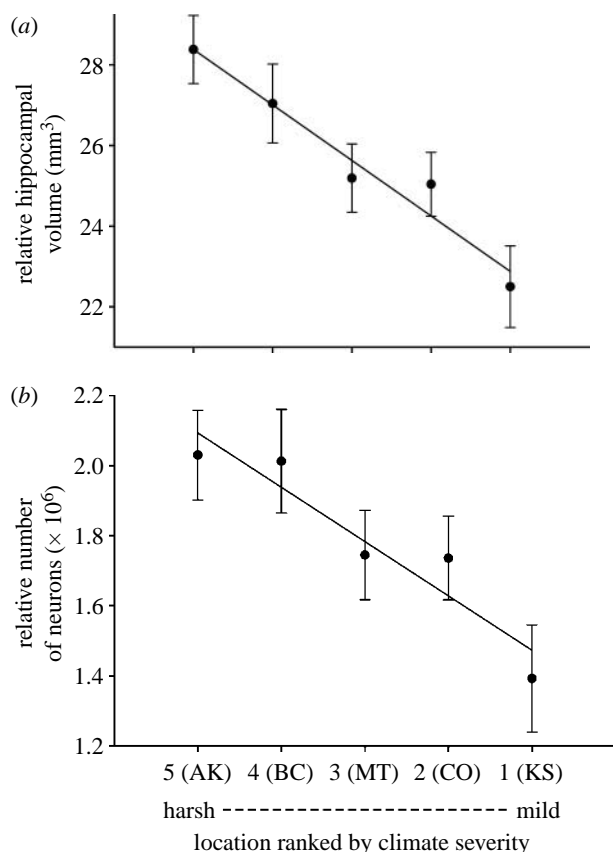 (a)
relative hippocampal
volume (mm³)
28
26
24
22
(b)
relative number
of neurons (× 10⁶)
2.2
2.0
1.8
1.6
1.4
1.2
5 (AK) 4 (BC) 3 (MT) 2 (CO) 1 (KS)
harsh mild
location ranked by climate severity